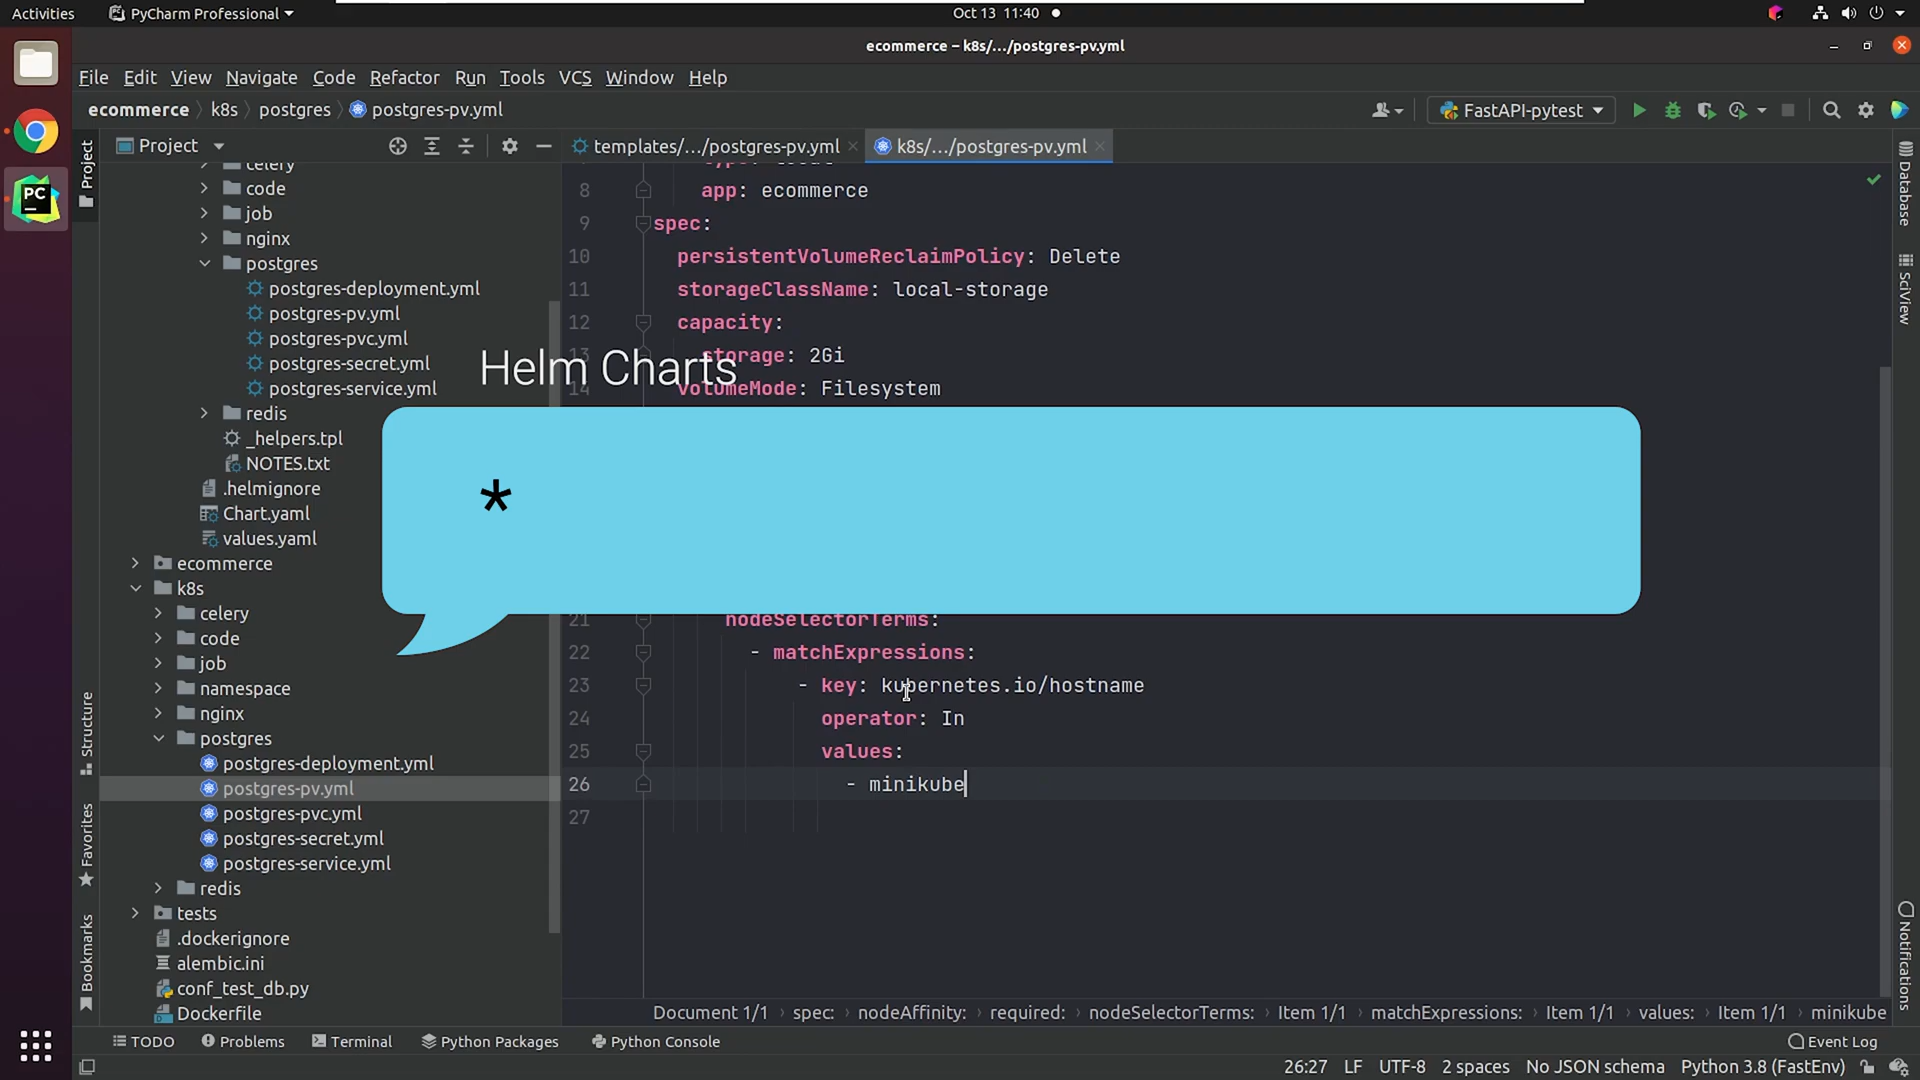 Activities
PyCharm Professional
Oct 13 11:40
ecommerce – k8s/.../postgres-pv.yml
File Edit View Navigate Code Refactor Run Tools VCS Window Help
ecommerce k8s postgres postgres-pv.yml
FastAPI-pytest
Project
templates/.../postgres-pv.yml
k8s/.../postgres-pv.yml
Project
celery
code
job
nginx
postgres
postgres-deployment.yml
postgres-pv.yml
postgres-pvc.yml
postgres-secret.yml
postgres-service.yml
redis
_helpers.tpl
NOTES.txt
.helmignore
Chart.yaml
values.yaml
ecommerce
k8s
celery
code
job
namespace
nginx
postgres
postgres-deployment.yml
postgres-pv.yml
postgres-pvc.yml
postgres-secret.yml
postgres-service.yml
redis
tests
.dockerignore
alembic.ini
conf_test_db.py
Dockerfile
Structure
Favorites
Bookmarks
8 app: ecommerce
9 spec:
10 persistentVolumeReclaimPolicy: Delete
11 storageClassName: local-storage
12 capacity:
13 storage: 2Gi
14 volumeMode: Filesystem
Helm Charts
*
21 nodeSelectorTerms:
22 - matchExpressions:
23 - key: kubernetes.io/hostname
24 operator: In
25 values:
26 - minikube
27
Database
SciView
Notifications
Document 1/1 spec: nodeAffinity: required: nodeSelectorTerms: Item 1/1 matchExpressions: Item 1/1 values: Item 1/1 minikube
TODO Problems Terminal Python Packages Python Console
Event Log
26:27 LF UTF-8 2 spaces No JSON schema Python 3.8 (FastEnv)